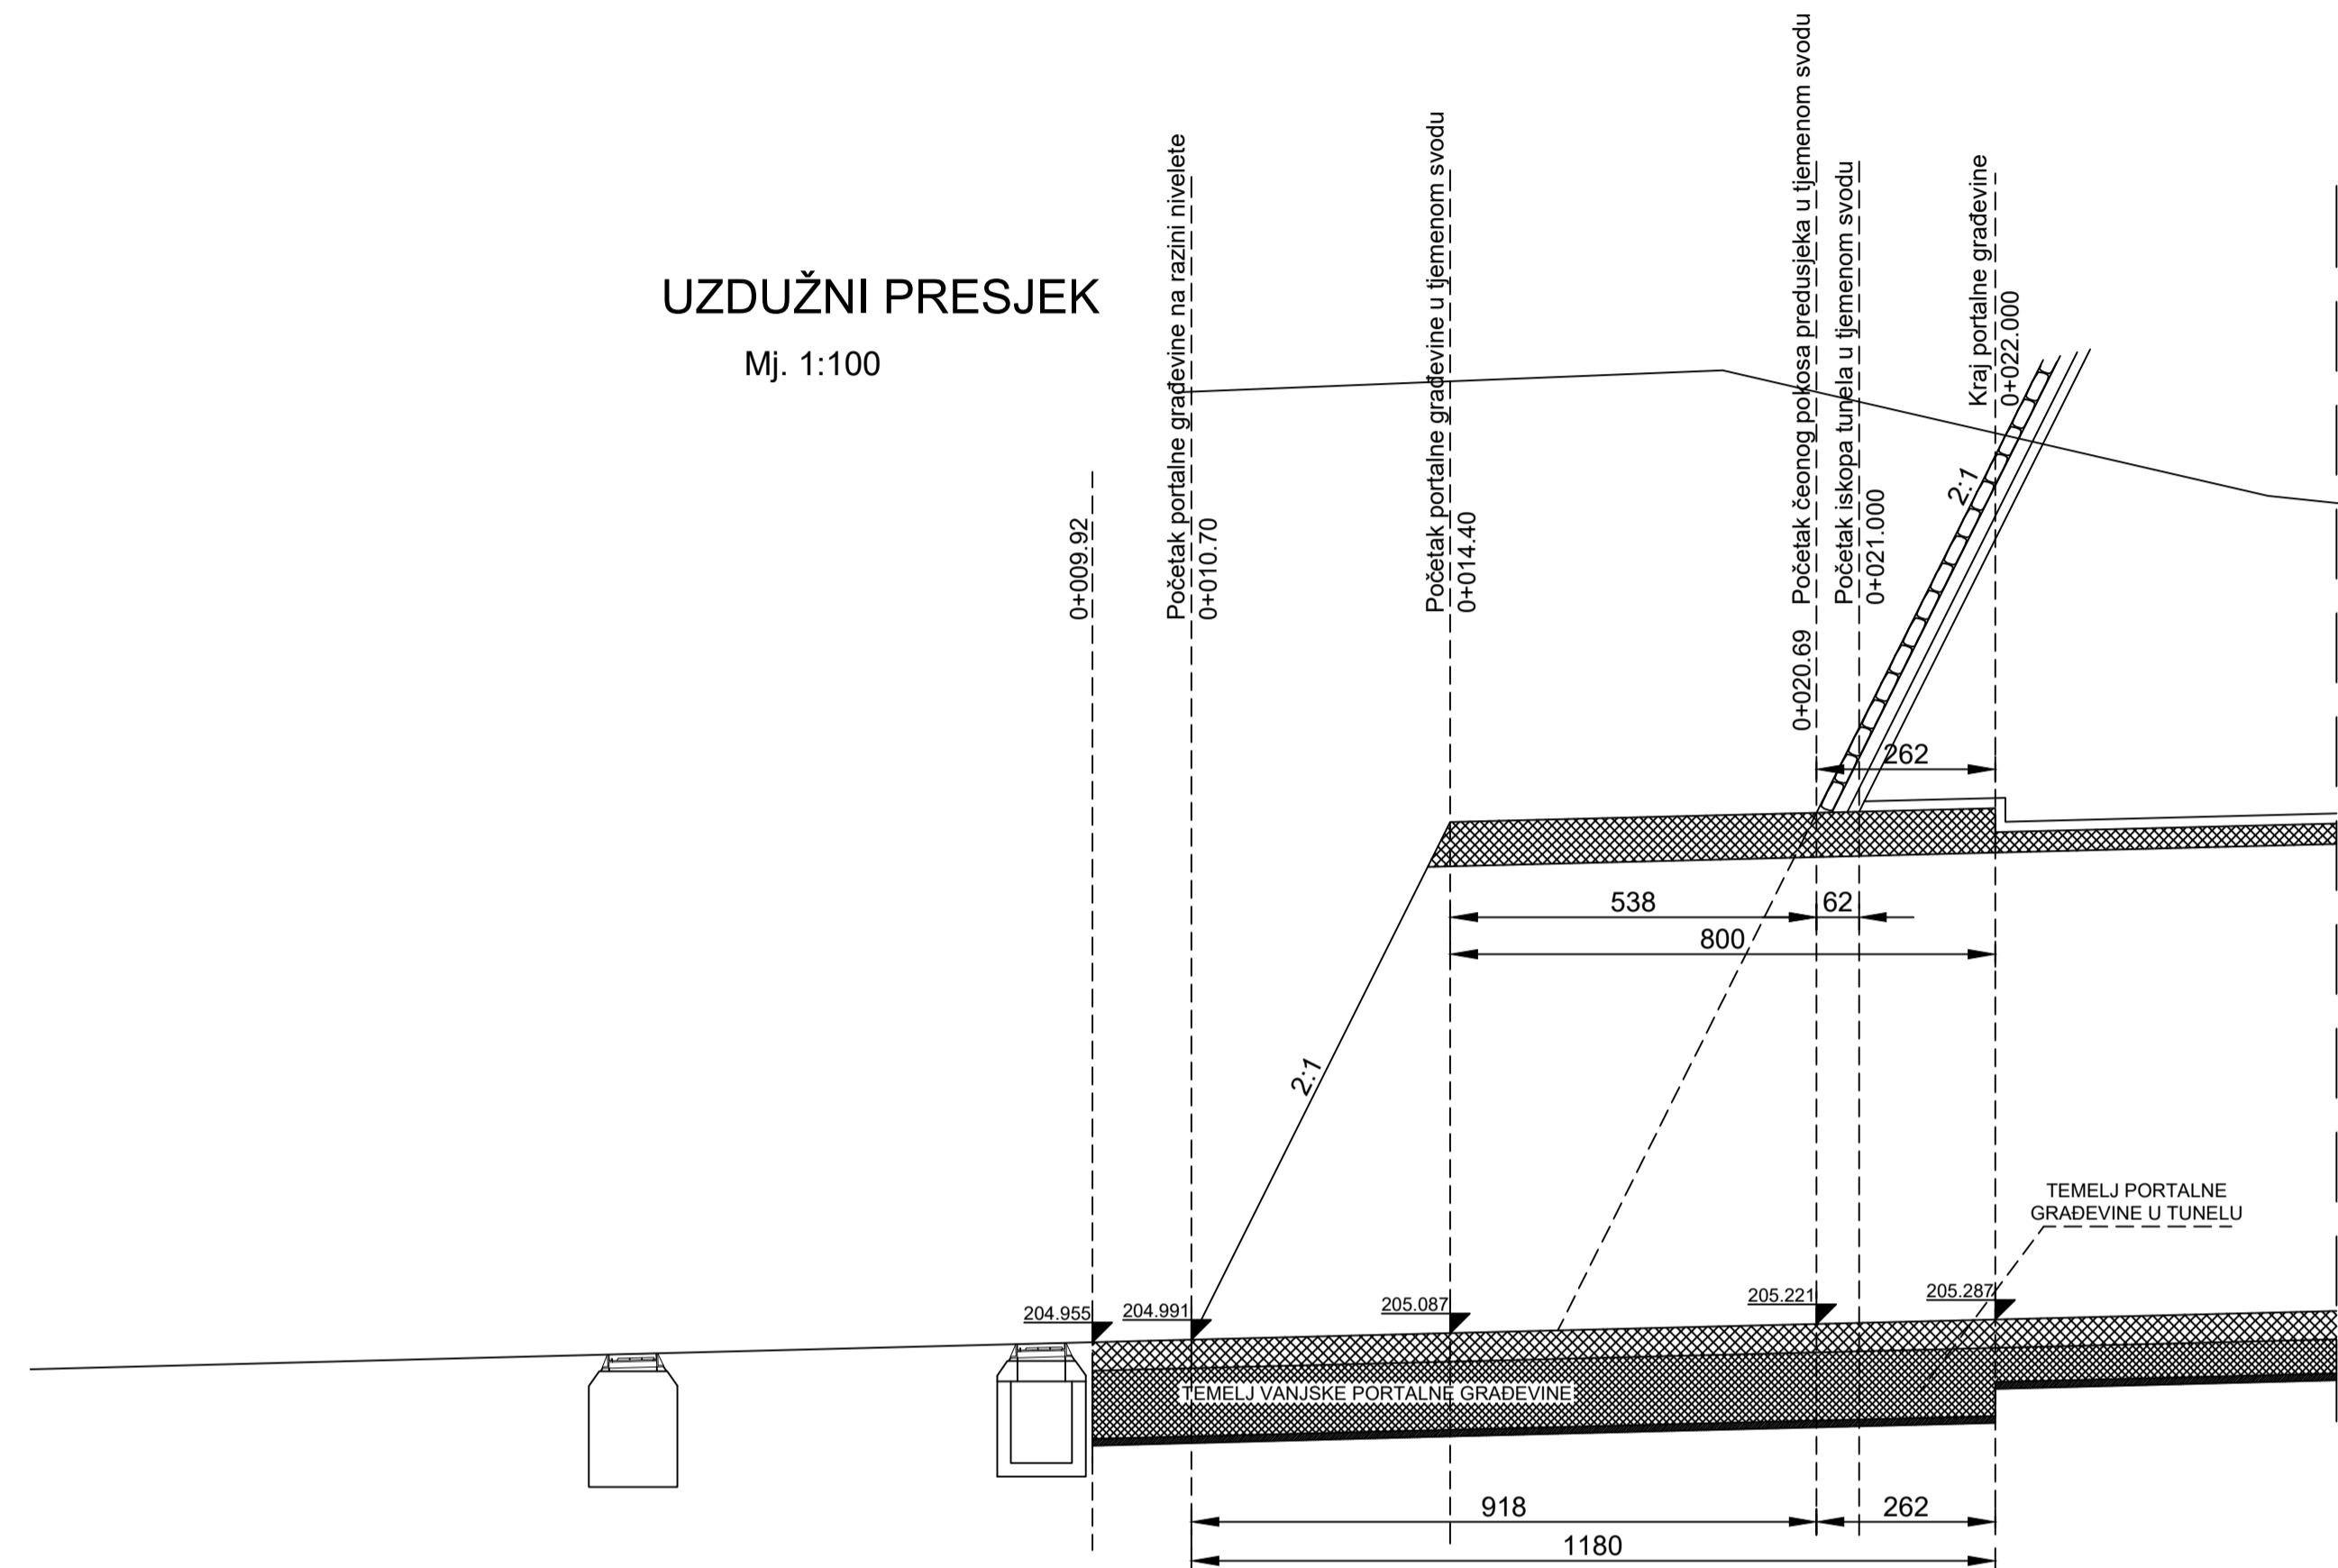 UZDUŽNI PRESJEK
Mj. 1:100
0+009.92
Početak portalne građevine na razini nivelete
0+010.70
Početak portalne građevine u tjemenom svodu
0+014.40
Početak čeonog pokosa predusjeka u tjemenom svodu
0+020.69
Početak iskopa tunela u tjemenom svodu
0+021.000
Kraj portalne građevine
0+022.000
2:1
262
538
62
800
2:1
TEMELJ PORTALNE
GRAĐEVINE U TUNELU
204.955
204.991
205.087
205.221
205.287
TEMELJ VANJSKE PORTALNE GRAĐEVINE
918
262
1180